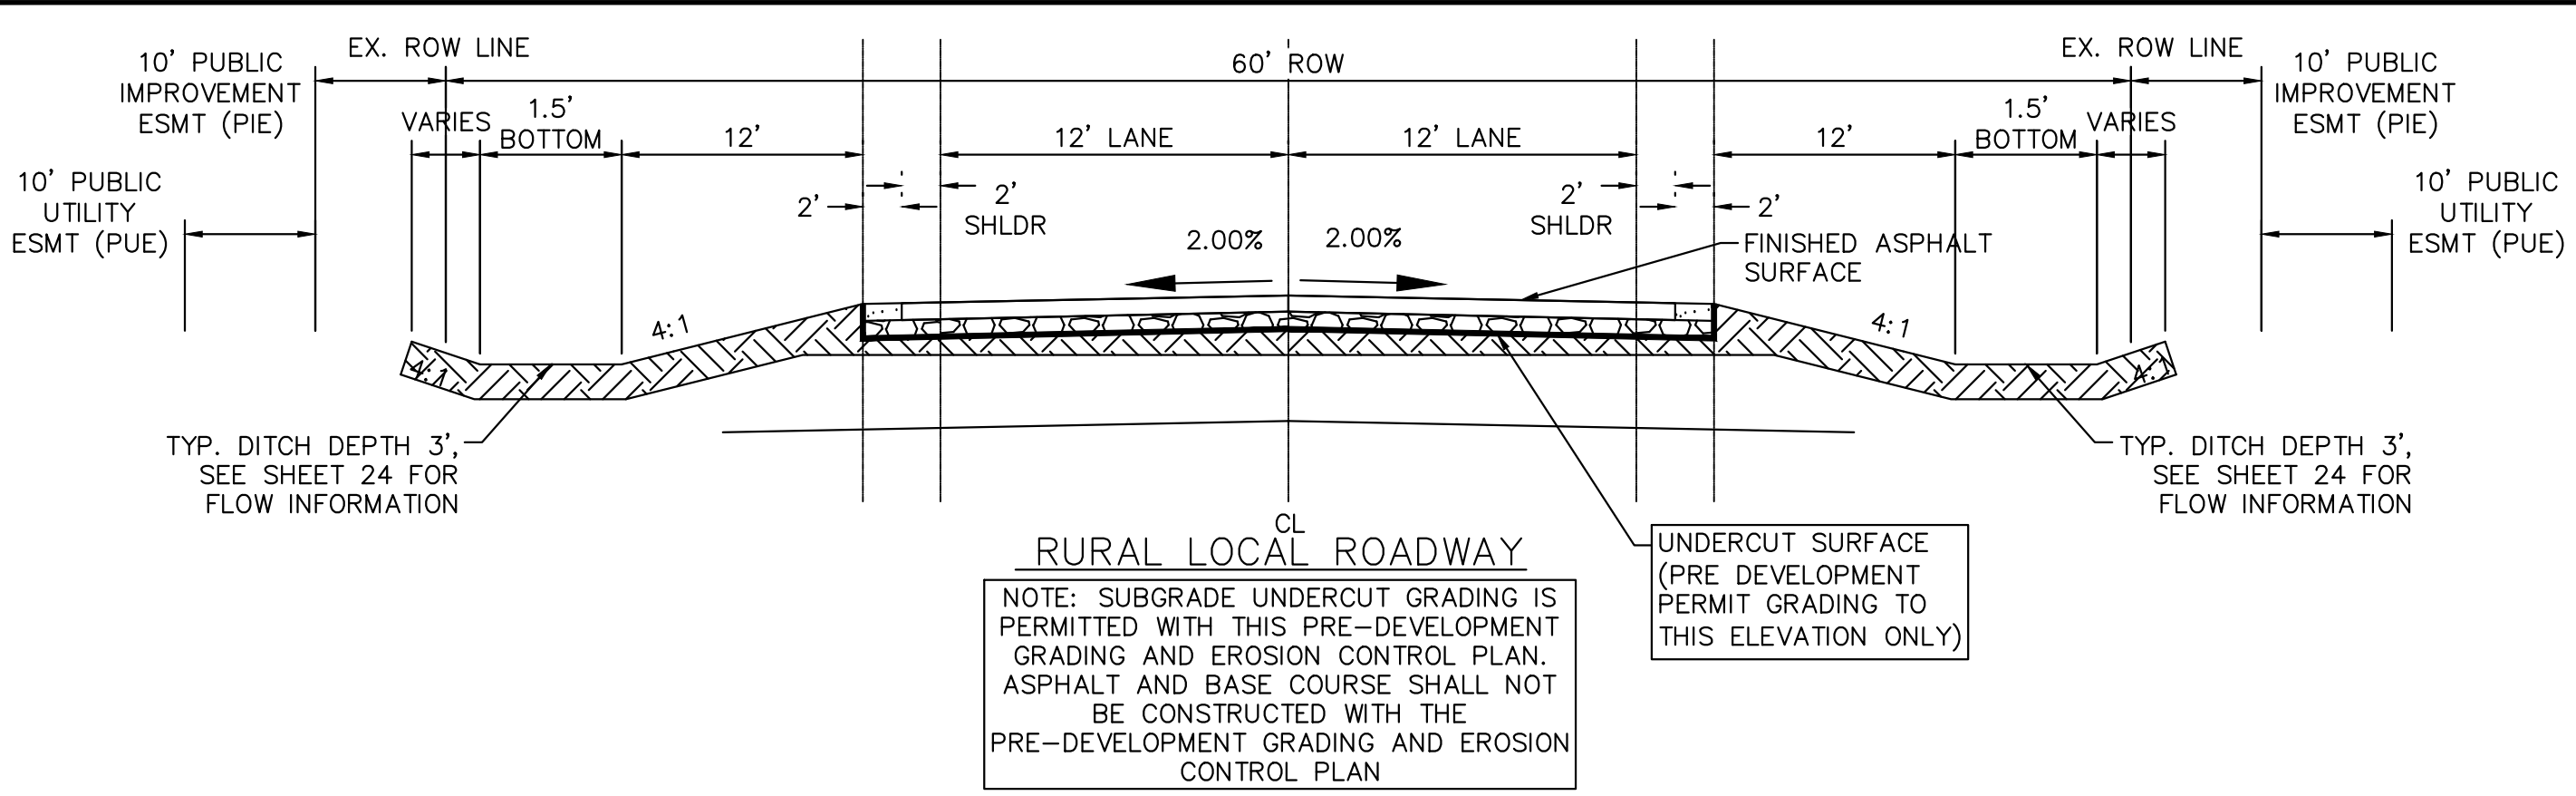 EX. ROW LINE
60' ROW
EX. ROW LINE
10' PUBLIC
IMPROVEMENT
ESMT (PIE)
10' PUBLIC
IMPROVEMENT
ESMT (PIE)
VARIES
1.5'
BOTTOM
12'
12' LANE
12' LANE
12'
1.5'
BOTTOM
VARIES
10' PUBLIC
UTILITY
ESMT (PUE)
2'
2'
SHLDR
2'
SHLDR
2'
10' PUBLIC
UTILITY
ESMT (PUE)
2.00%
2.00%
FINISHED ASPHALT
SURFACE
4:1
4:1
4:1
4:1
TYP. DITCH DEPTH 3',
SEE SHEET 24 FOR
FLOW INFORMATION
TYP. DITCH DEPTH 3',
SEE SHEET 24 FOR
FLOW INFORMATION
CL
RURAL LOCAL ROADWAY
UNDERCUT SURFACE
(PRE DEVELOPMENT
PERMIT GRADING TO
THIS ELEVATION ONLY)
NOTE: SUBGRADE UNDERCUT GRADING IS
PERMITTED WITH THIS PRE-DEVELOPMENT
GRADING AND EROSION CONTROL PLAN.
ASPHALT AND BASE COURSE SHALL NOT
BE CONSTRUCTED WITH THE
PRE-DEVELOPMENT GRADING AND EROSION
CONTROL PLAN